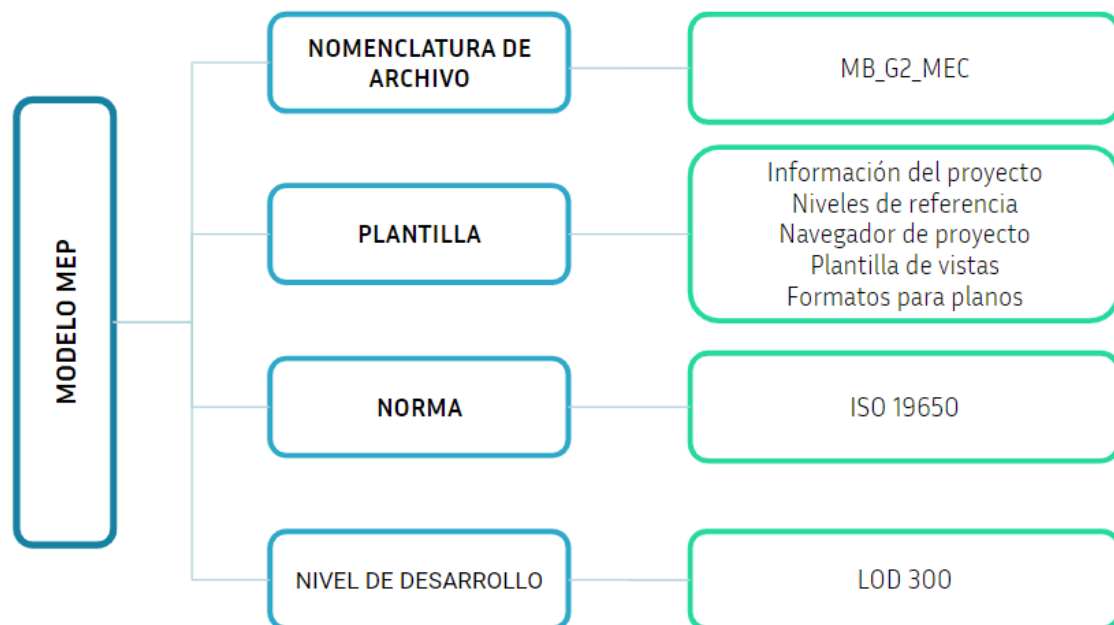 MODELO MEP
NOMENCLATURA DE
ARCHIVO
MB_G2_MEC
PLANTILLA
Información del proyecto
Niveles de referencia
Navegador de proyecto
Plantilla de vistas
Formatos para planos
NORMA
ISO 19650
NIVEL DE DESARROLLO
LOD 300